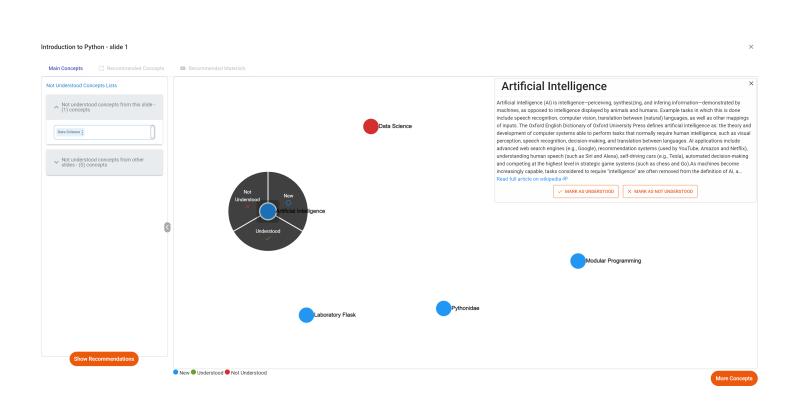 Introduction to Python - slide 1
Main Concepts
Recommended Concepts
Recommended Materials
Not Understood Concepts Lists
Not understood concepts from this slide -
(1) concepts
Data Science
Not understood concepts from other
slides - (0) concepts
Show Recommendations
Data Science
Not
Understood
New
Artificial Intelligence
Understood
Laboratory Flask
Pythonidae
Modular Programming
Artificial Intelligence
Artificial Intelligence (AI) is intelligence—perceiving, synthesizing, and infering information—demonstrated by
machines, as opposed to intelligence displayed by animals and humans. Example tasks in which this is done
include speech recognition, computer vision, translation between (natural) languages, as well as other mappings
of inputs. The Oxford English Dictionary of Oxford University Press defines artificial intelligence as: the theory and
development of computer systems able to perform tasks that normally require human intelligence, such as visual
perception, speech recognition, decision-making, and translation between languages. AI applications include
advanced web search engines (e.g., Google), recommendation systems (used by YouTube, Amazon and Netflix),
understanding human speech (such as Siri and Alexa), self-driving cars (e.g., Tesla), automated decision-making
and competing at the highest level in strategic game systems (such as chess and Go).As machines become
increasingly capable, tasks considered to require "intelligence" are often removed from the definition of AI, a...
Read full article on wikipedia
MARK AS UNDERSTOOD
MARK AS NOT UNDERSTOOD
New Understood Not Understood
More Concepts